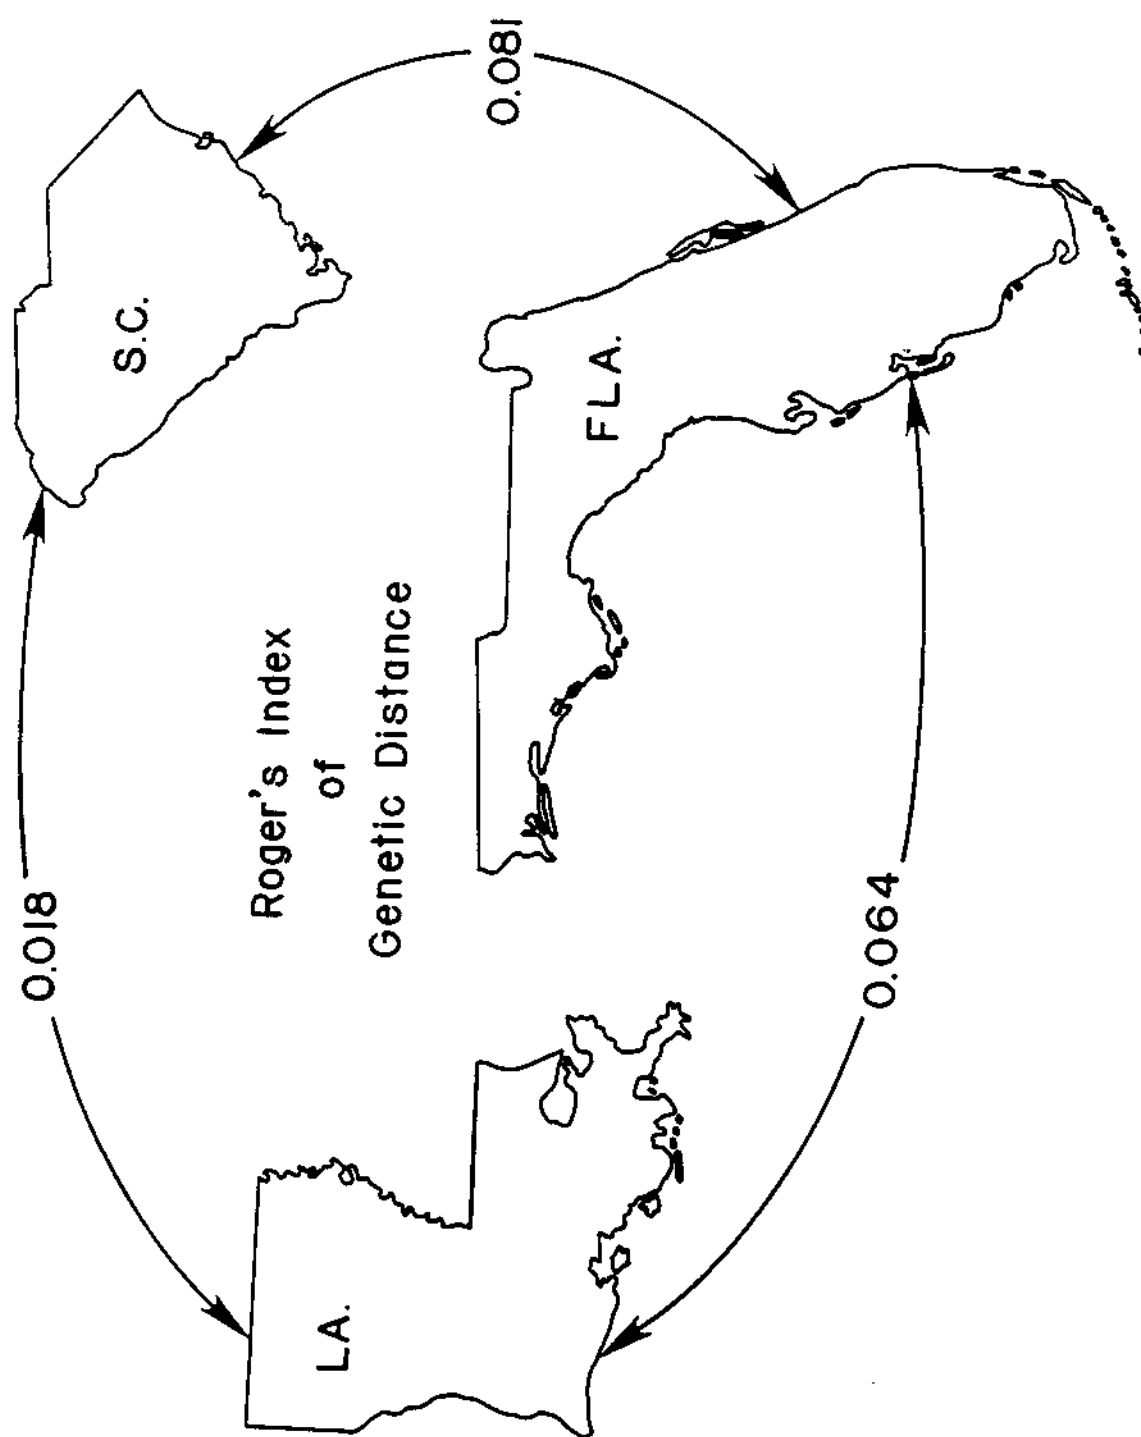 0.018
S.C.
0.081
Roger's Index
of
Genetic Distance
LA.
FLA.
0.064